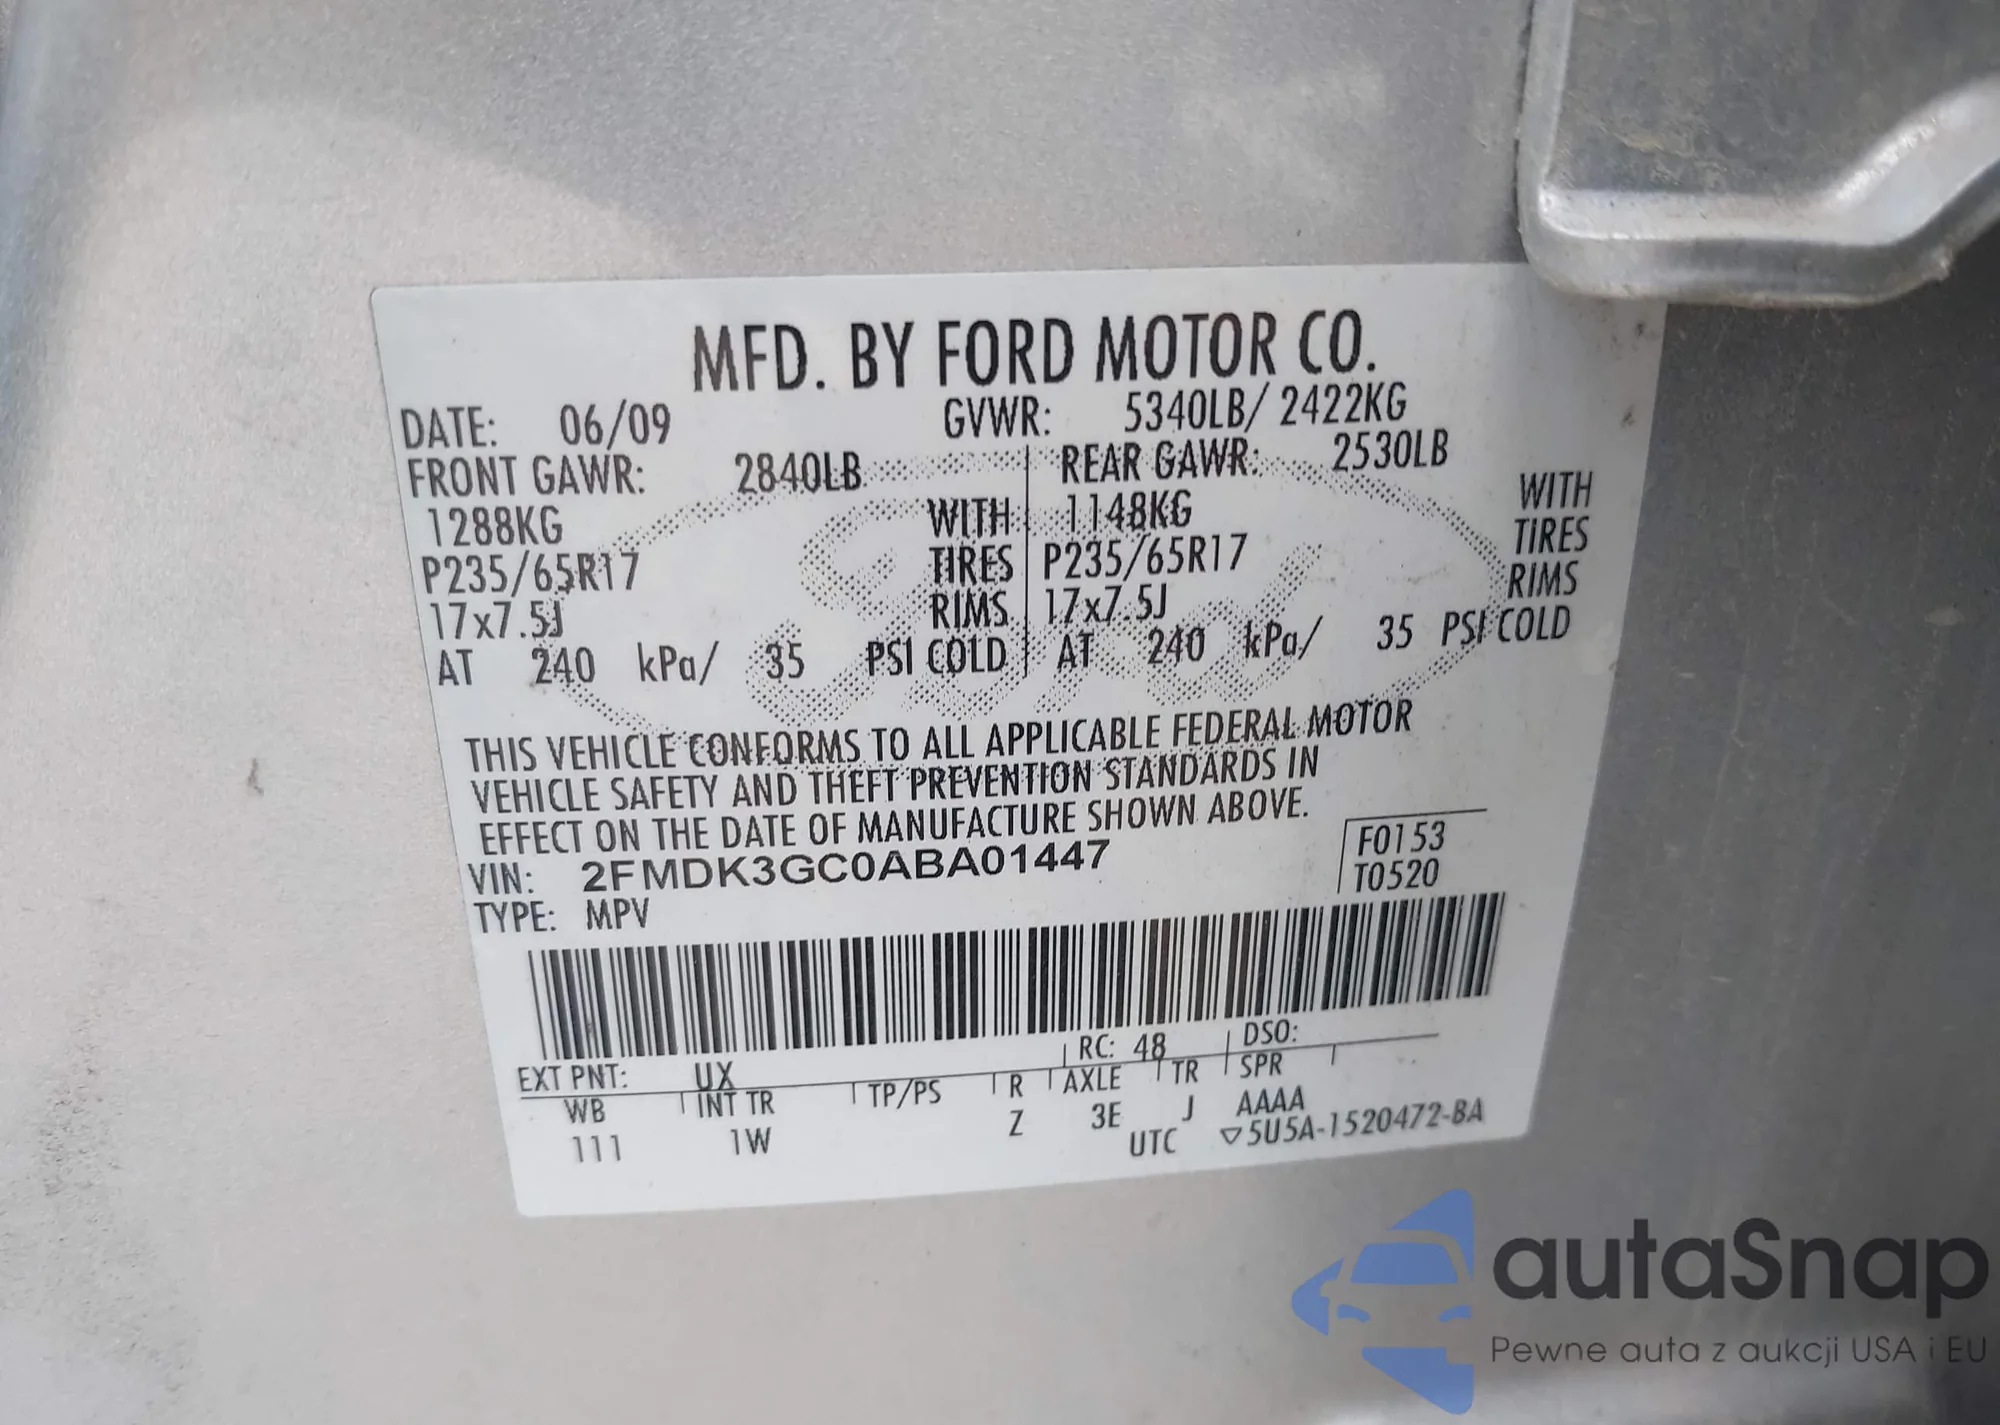 MFD. BY FORD MOTOR CO.
DATE: 06/09 GVWR: 5340LB/ 2422KG
FRONT GAWR: 2840LB REAR GAWR: 2530LB
1288KG WITH 1148KG WITH
P235/65R17 TIRES P235/65R17 TIRES
17x7.5J RIMS 17x7.5J RIMS
AT 240 kPa/ 35 PSI COLD AT 240 kPa/ 35 PSI COLD
THIS VEHICLE CONFORMS TO ALL APPLICABLE FEDERAL MOTOR
VEHICLE SAFETY AND THEFT PREVENTION STANDARDS IN
EFFECT ON THE DATE OF MANUFACTURE SHOWN ABOVE.
VIN: 2FMDK3GC0ABA01447 F0153
TYPE: MPV T0520
EXT PNT: UX RC: 48 DSO:
WB INT TR TP/PS R AXLE TR SPR
111 1W Z 3E J AAAA
UTC ▽5U5A-1520472-BA
autaSnap
Pewne auta z aukcji USA i EU